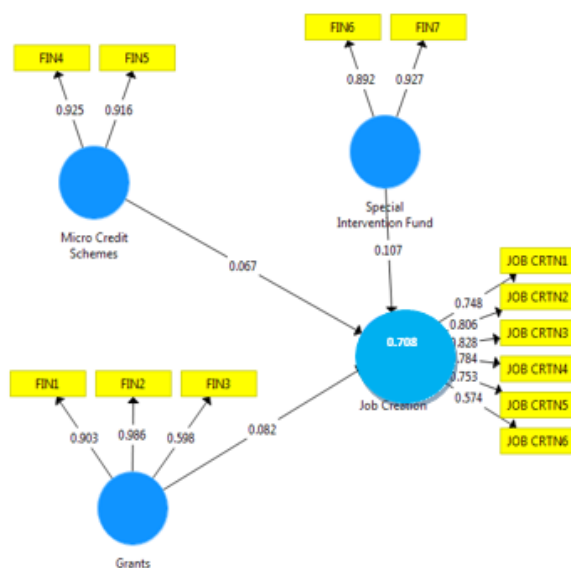 FIN6
FIN7
FIN4
FIN5
0.892
0.927
0.925
0.916
Special
Intervention Fund
Micro Credit
Schemes
0.107
0.067
JOB CRTN1
JOB CRTN2
JOB CRTN3
JOB CRTN4
JOB CRTN5
JOB CRTN6
0.748
0.806
0.828
0.784
0.753
0.574
0.708
Job Creation
FIN1
FIN2
FIN3
0.903
0.986
0.598
0.082
Grants